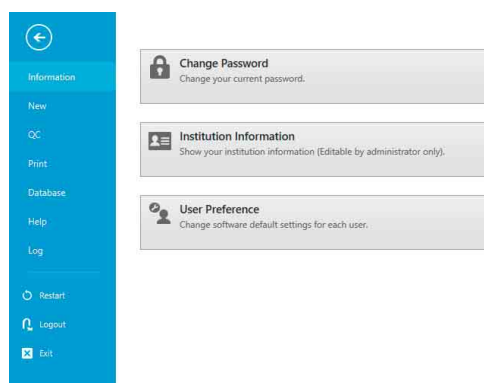 Information
New
QC
Print
Database
Help
Log
Restart
Logout
Exit
Change Password
Change your current password.
Institution Information
Show your institution information (Editable by administrator only).
User Preference
Change software default settings for each user.